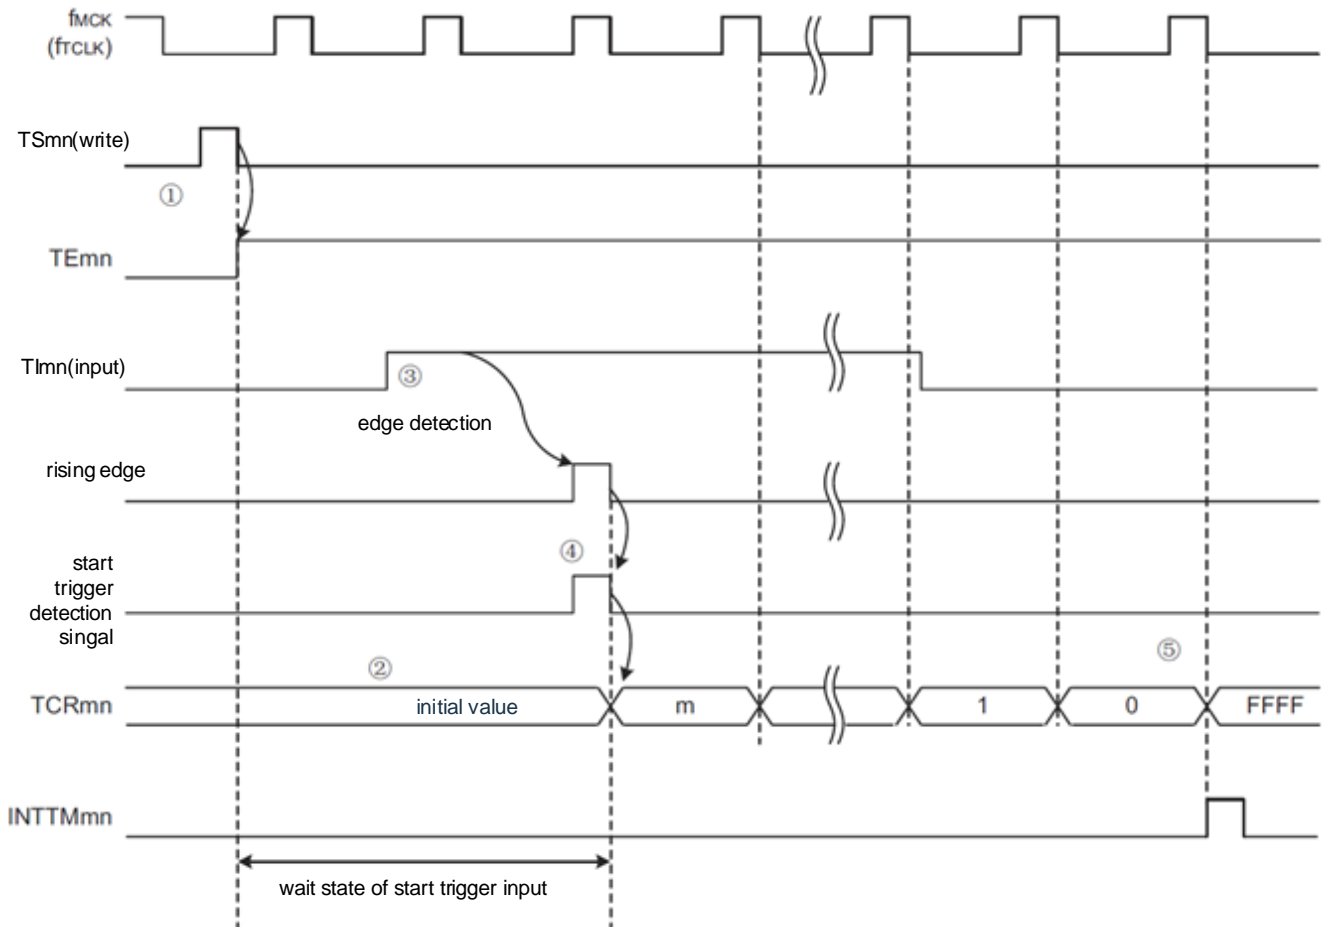 fMCK
(fTCLK)
TSmn(write)
①
TEmn
TImn(input)
③
edge detection
rising edge
④
start
trigger
detection
singal
②
⑤
TCRmn
initial value
m
1
0
FFFF
INTTMmn
wait state of start trigger input